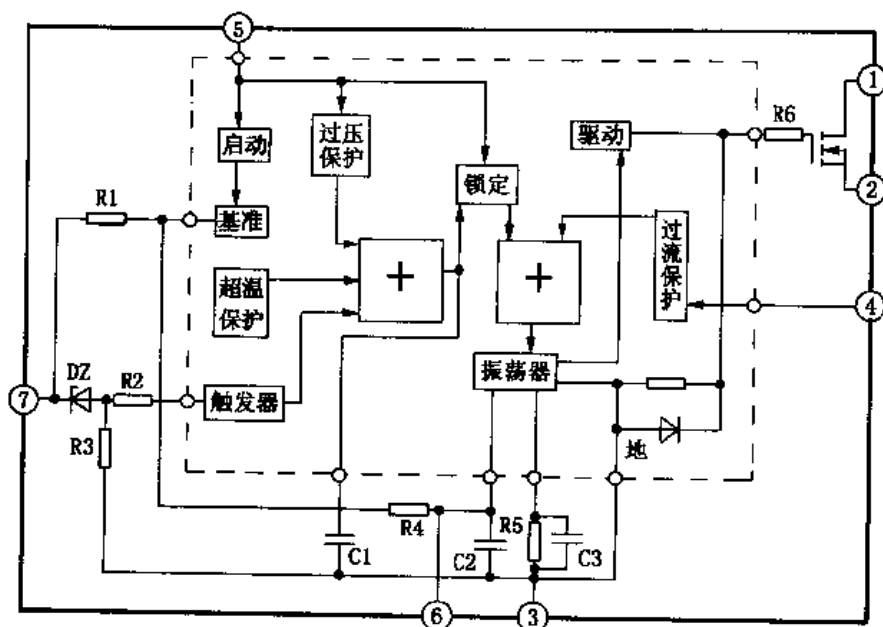 ⑤
①
R6
启动
过压
保护
驱动
锁定
②
R1
基准
过流保护
超温
保护
+
+
④
DZ
R2
振荡器
⑦
触发器
R3
地
R4
R5
C1
C2
C3
⑥
③